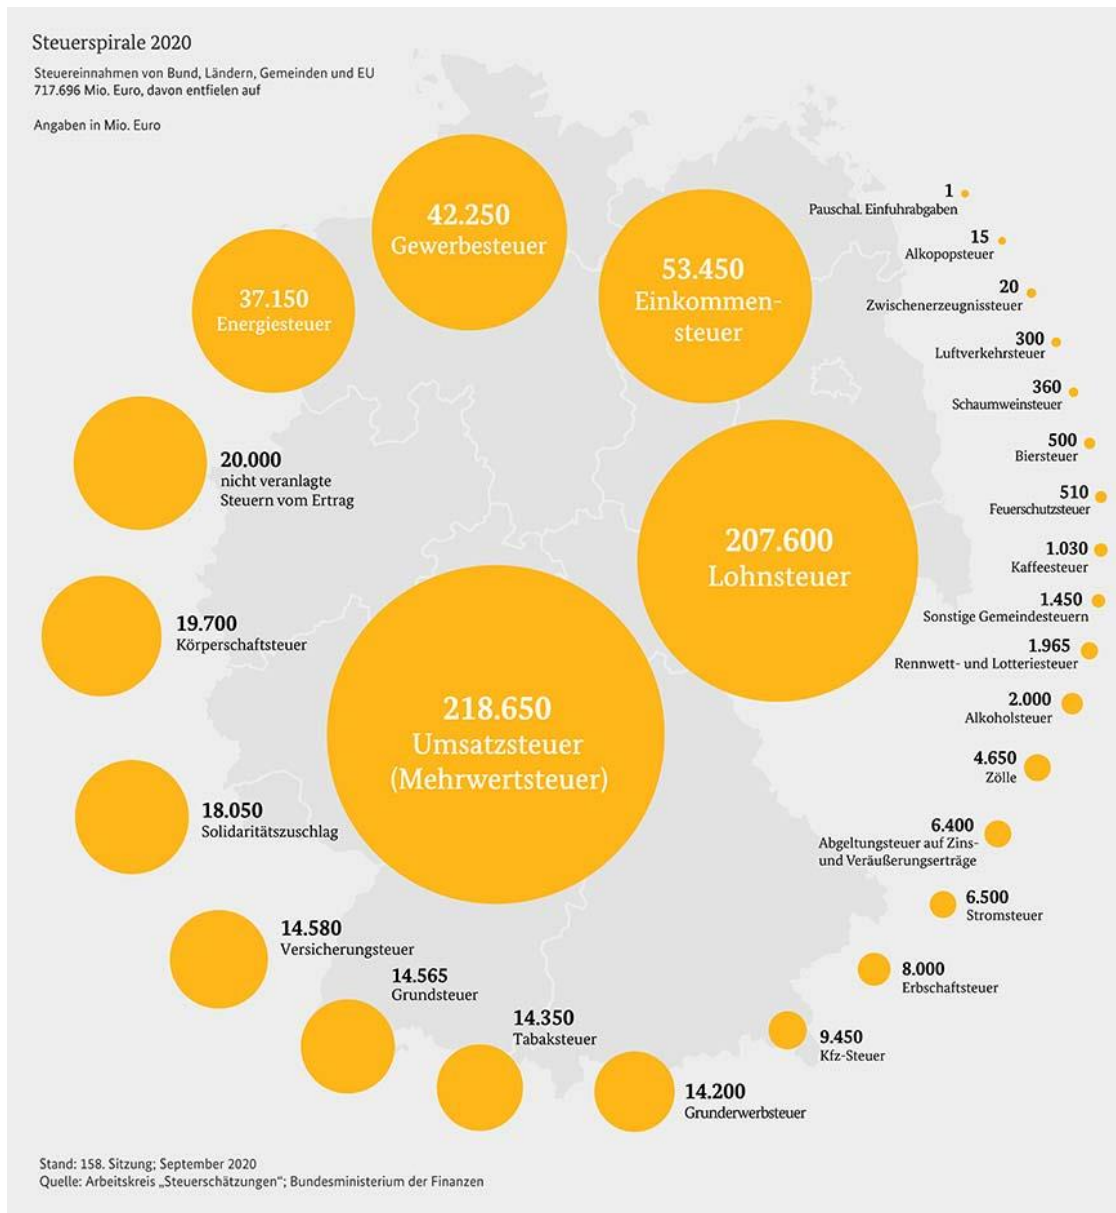 Steuerspirale 2020
Steuereinnahmen von Bund, Ländern, Gemeinden und EU
717.696 Mio. Euro, davon entfielen auf
Angaben in Mio. Euro
1
Pauschal. Einfuhrabgaben
15
Alkopopsteuer
20
Zwischenerzeugnissteuer
300
Luftverkehrsteuer
360
Schaumweinsteuer
500
Biersteuer
510
Feuerschutzsteuer
1.030
Kaffeesteuer
1.450
Sonstige Gemeindesteuern
1.965
Rennwett- und Lotteriesteuer
2.000
Alkoholsteuer
4.650
Zölle
6.400
Abgeltungsteuer auf Zins-
und Veräußerungserträge
6.500
Stromsteuer
8.000
Erbschaftsteuer
9.450
Kfz-Steuer
14.200
Grunderwerbsteuer
14.350
Tabaksteuer
14.565
Grundsteuer
14.580
Versicherungsteuer
18.050
Solidaritätszuschlag
19.700
Körperschaftsteuer
20.000
nicht veranlagte
Steuern vom Ertrag
37.150
Energiesteuer
42.250
Gewerbesteuer
53.450
Einkommen-
steuer
207.600
Lohnsteuer
218.650
Umsatzsteuer
(Mehrwertsteuer)
Stand: 158. Sitzung; September 2020
Quelle: Arbeitskreis „Steuerschätzungen“; Bundesministerium der Finanzen